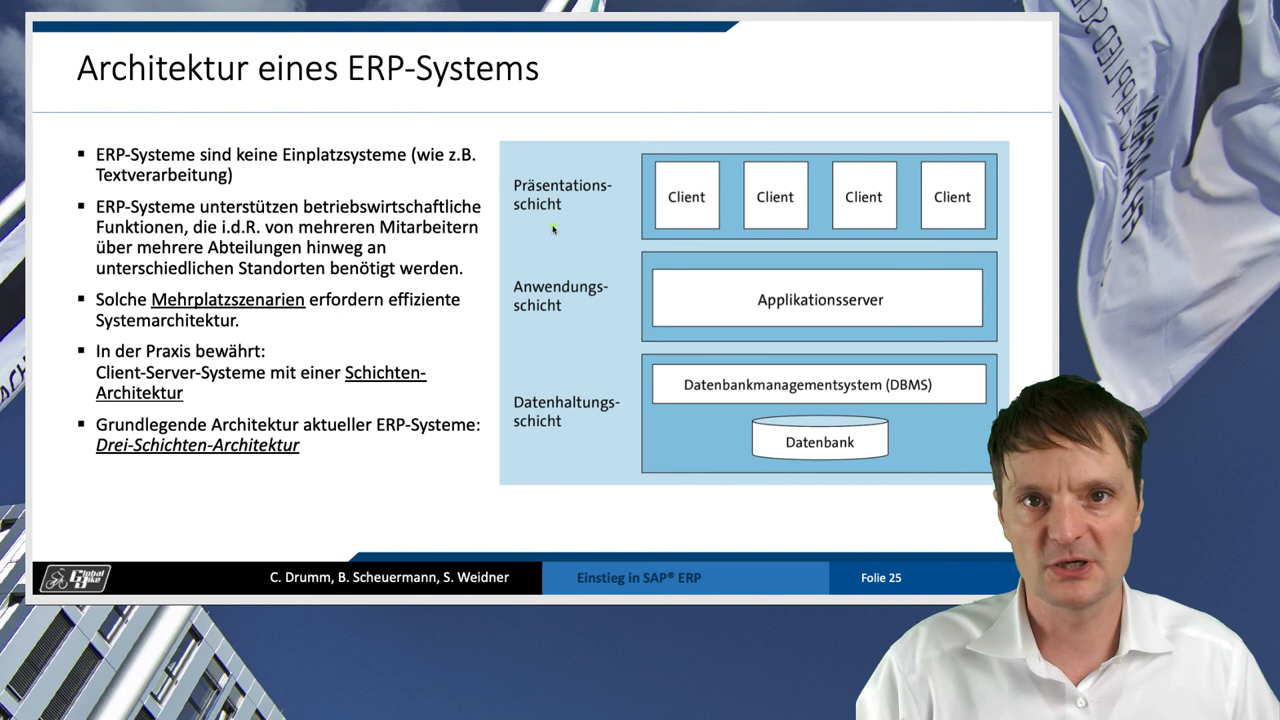 Architektur eines ERP-Systems
ERP-Systeme sind keine Einplatzsysteme (wie z.B.
Textverarbeitung)
ERP-Systeme unterstützen betriebswirtschaftliche
Funktionen, die i.d.R. von mehreren Mitarbeitern
über mehrere Abteilungen hinweg an
unterschiedlichen Standorten benötigt werden.
Solche Mehrplatzszenarien erfordern effiziente
Systemarchitektur.
In der Praxis bewährt:
Client-Server-Systeme mit einer Schichten-
Architektur
Grundlegende Architektur aktueller ERP-Systeme:
Drei-Schichten-Architektur
Präsentations-
schicht
Client
Client
Client
Client
Anwendungs-
schicht
Applikationsserver
Datenhaltungs-
schicht
Datenbankmanagementsystem (DBMS)
Datenbank
Global
Bike
C. Drumm, B. Scheuermann, S. Weidner
Einstieg in SAP® ERP
Folie 25
FH AACHEN